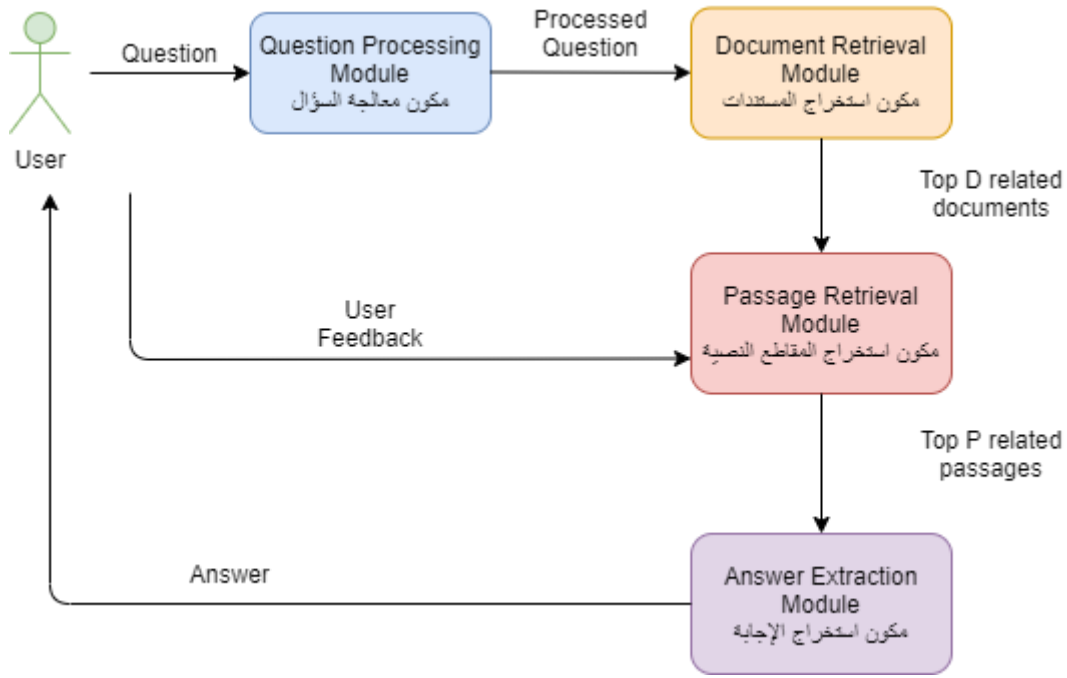 User
Question
Question Processing
Module
مكون معالجة السؤال
Processed
Question
Document Retrieval
Module
مكون استخراج المستندات
Top D related
documents
Passage Retrieval
Module
مكون استخراج المقاطع النصية
User
Feedback
Top P related
passages
Answer Extraction
Module
مكون استخراج الإجابة
Answer